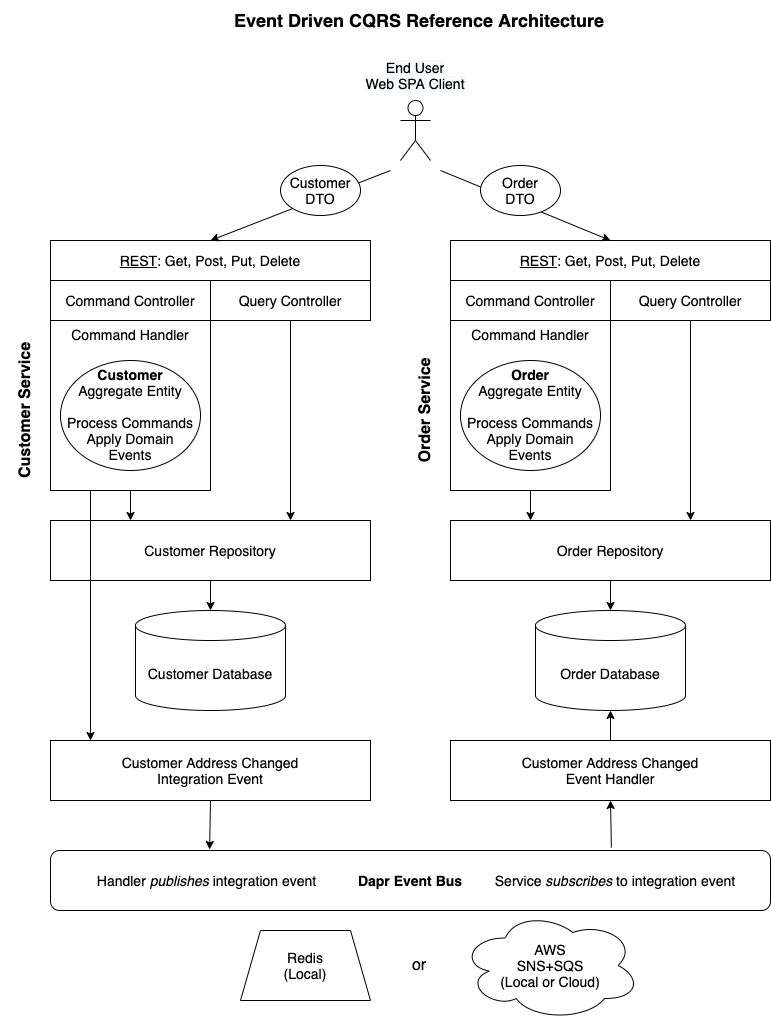 Event Driven CQRS Reference Architecture
End User
Web SPA Client
Customer
DTO
Order
DTO
REST: Get, Post, Put, Delete
REST: Get, Post, Put, Delete
Command Controller
Query Controller
Command Controller
Query Controller
Customer Service
Command Handler
Customer
Aggregate Entity
Process Commands
Apply Domain
Events
Order Service
Command Handler
Order
Aggregate Entity
Process Commands
Apply Domain
Events
Customer Repository
Order Repository
Customer Database
Order Database
Customer Address Changed
Integration Event
Customer Address Changed
Event Handler
Handler publishes integration event
Dapr Event Bus
Service subscribes to integration event
Redis
(Local)
or
AWS
SNS+SQS
(Local or Cloud)